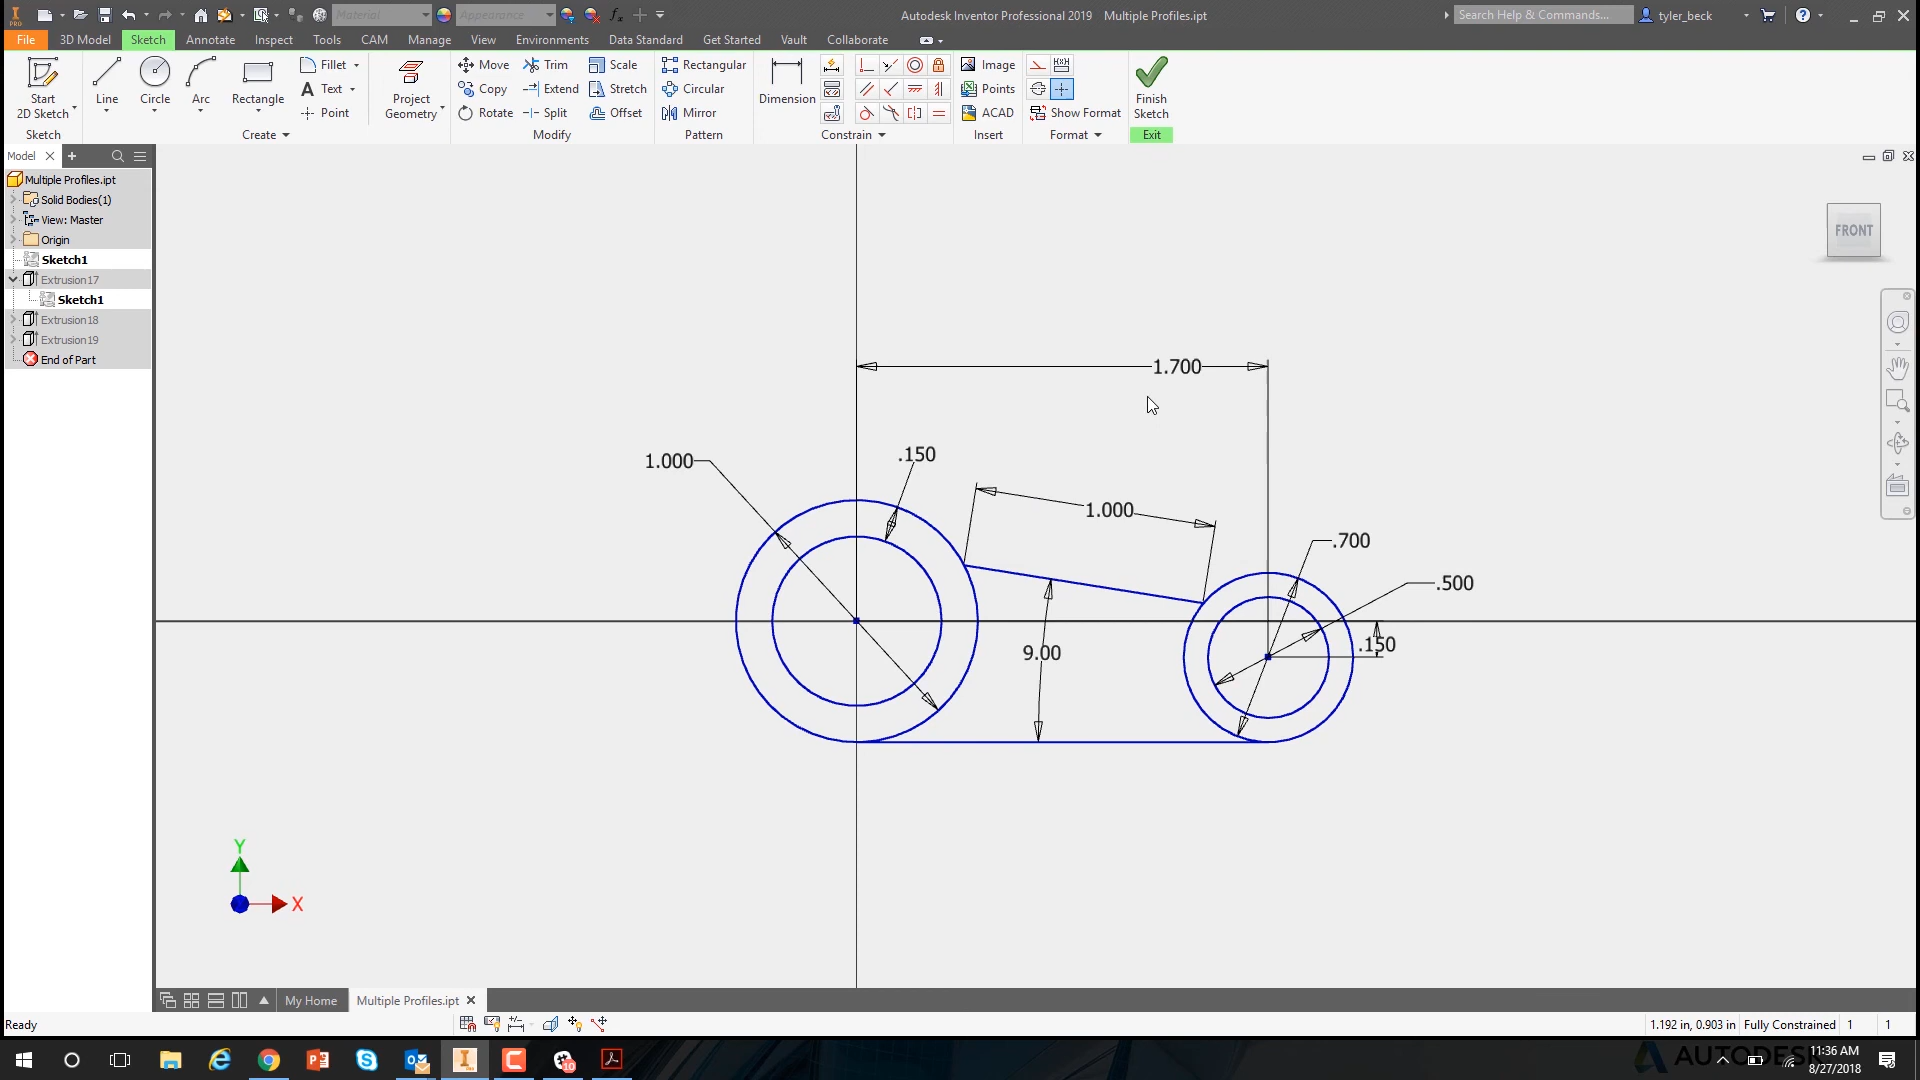 Material
Appearance
Autodesk Inventor Professional 2019 Multiple Profiles.ipt
Search Help & Commands...
tyler_beck
File 3D Model Sketch Annotate Inspect Tools CAM Manage View Environments Data Standard Get Started Vault Collaborate
Start
2D Sketch
Line
Circle
Arc
Rectangle
Fillet
Text
Point
Project
Geometry
Move Trim Scale
Copy Extend Stretch
Rotate Split Offset
Rectangular
Circular
Mirror
Dimension
Image
Points
ACAD
Show Format
Finish
Sketch
Sketch Create Modify Pattern Constrain Insert Format Exit
Model
Multiple Profiles.ipt
Solid Bodies(1)
View: Master
Origin
Sketch1
Extrusion17
Sketch1
Extrusion18
Extrusion19
End of Part
FRONT
1.700
1.000
.150
1.000
.700
.500
9.00
.150
Y
X
My Home
Multiple Profiles.ipt
Ready
1.192 in, 0.903 in Fully Constrained 1 1
10
AUTODESK
11:36 AM
8/27/2018